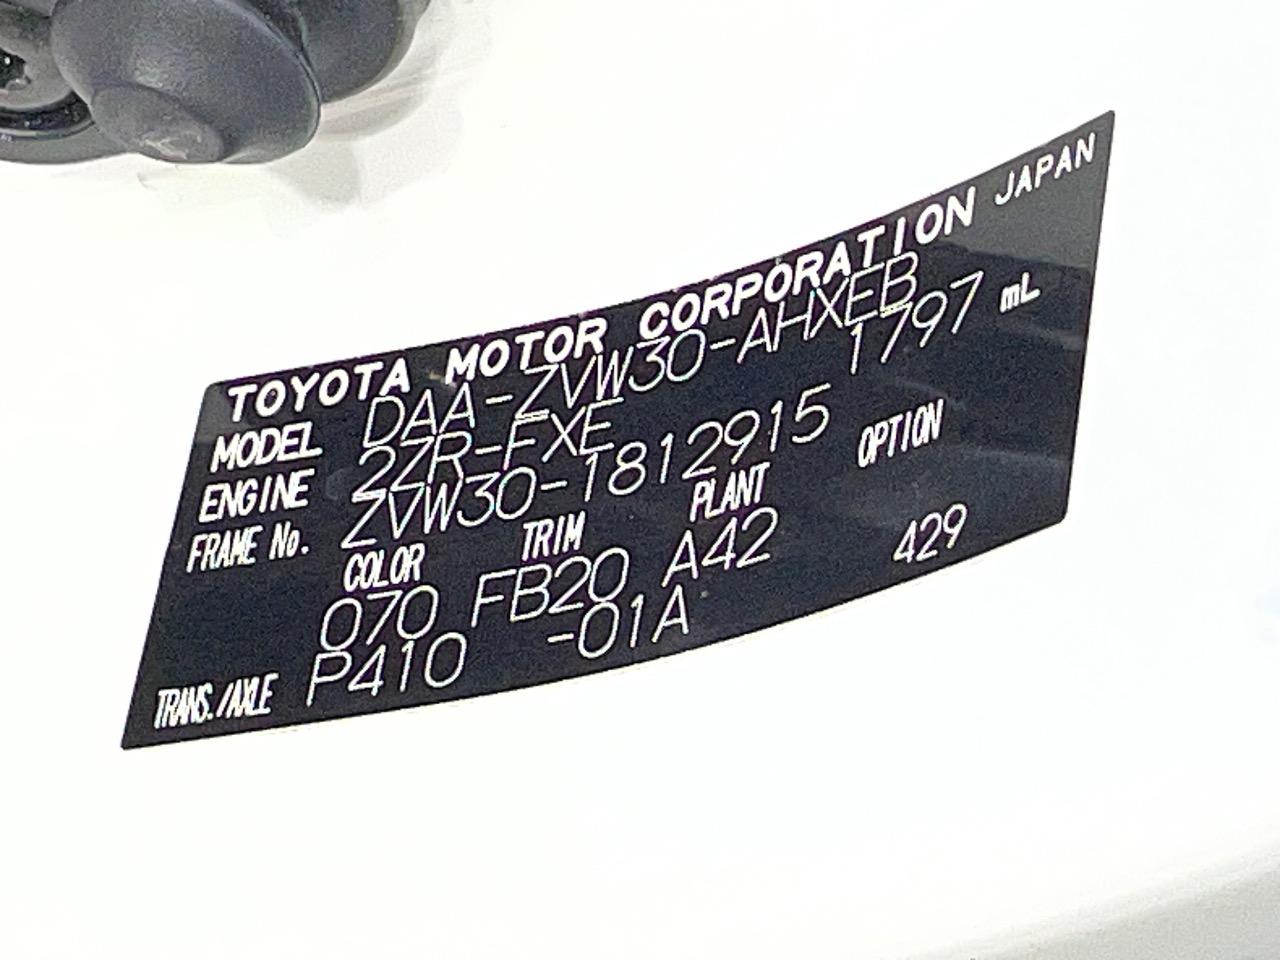 TOYOTA MOTOR CORPORATION JAPAN
MODEL DAA-ZVW30-AHXEB
ENGINE 2ZR-FXE 1797 mL
FRAME No. ZVW30-1812915
COLOR TRIM PLANT OPTION
070 FB20 A42 429
TRANS./AXLE P410 -01A